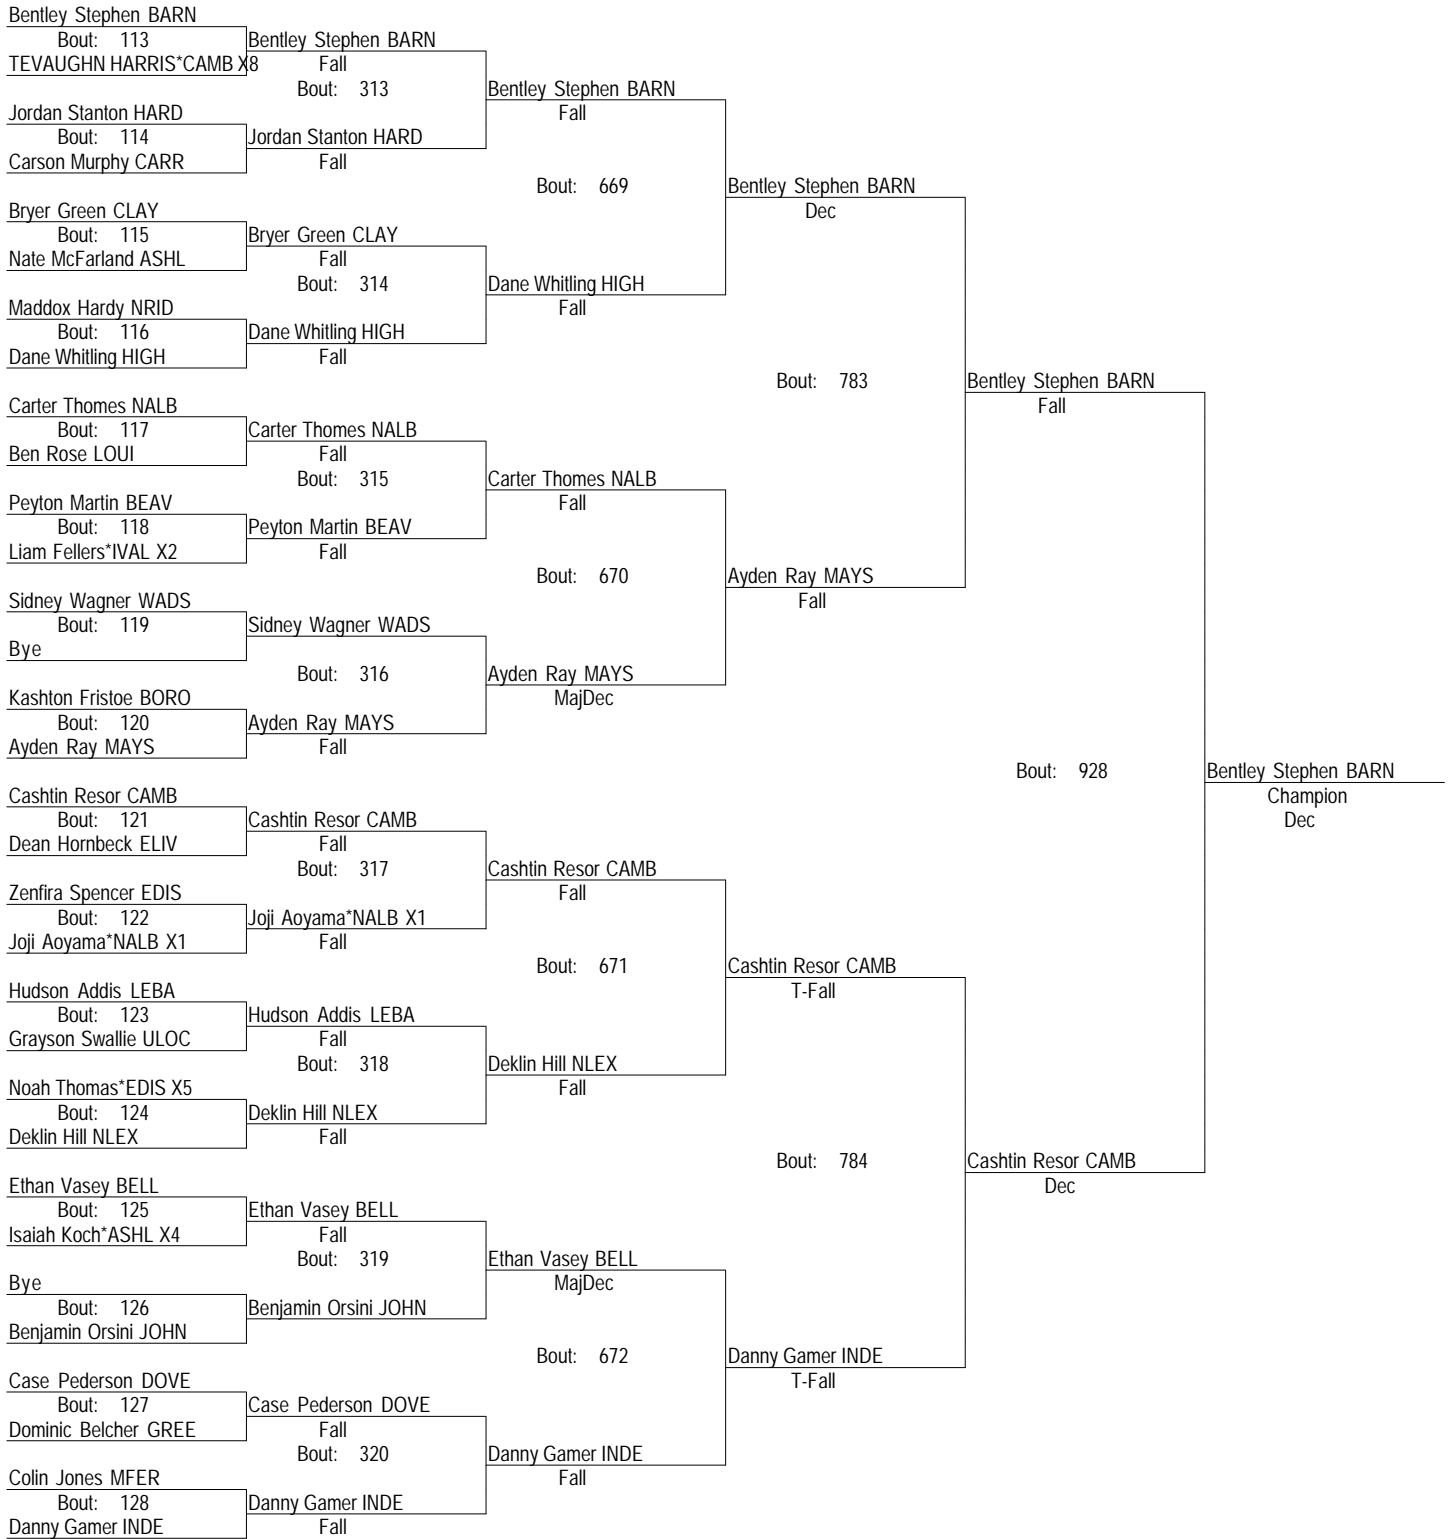 Bentley Stephen BARN
Bout: 113
TEVAUGHN HARRIS*CAMB X8
Jordan Stanton HARD
Bout: 114
Carson Murphy CARR
Bryer Green CLAY
Bout: 115
Nate McFarland ASHL
Maddox Hardy NRID
Bout: 116
Dane Whitling HIGH
Carter Thomes NALB
Bout: 117
Ben Rose LOUI
Peyton Martin BEAV
Bout: 118
Liam Fellers*IVAL X2
Sidney Wagner WADS
Bout: 119
Bye
Kashton Fristoe BORO
Bout: 120
Ayden Ray MAYS
Cashtin Resor CAMB
Bout: 121
Dean Hornbeck ELIV
Zenfira Spencer EDIS
Bout: 122
Joji Aoyama*NALB X1
Hudson Addis LEBA
Bout: 123
Grayson Swallie ULOC
Noah Thomas*EDIS X5
Bout: 124
Deklin Hill NLEX
Ethan Vasey BELL
Bout: 125
Isaiah Koch*ASHL X4
Bye
Bout: 126
Benjamin Orsini JOHN
Case Pederson DOVE
Bout: 127
Dominic Belcher GREE
Colin Jones MFER
Bout: 128
Danny Gamer INDE
Bentley Stephen BARN
Fall
Bout: 313
Jordan Stanton HARD
Fall
Bryer Green CLAY
Fall
Bout: 314
Dane Whitling HIGH
Fall
Carter Thomes NALB
Fall
Bout: 315
Peyton Martin BEAV
Fall
Sidney Wagner WADS
Bout: 316
Ayden Ray MAYS
Fall
Cashtin Resor CAMB
Fall
Bout: 317
Joji Aoyama*NALB X1
Fall
Hudson Addis LEBA
Fall
Bout: 318
Deklin Hill NLEX
Fall
Ethan Vasey BELL
Fall
Bout: 319
Benjamin Orsini JOHN
Case Pederson DOVE
Fall
Bout: 320
Danny Gamer INDE
Fall
Bentley Stephen BARN
Fall
Bout: 669
Dane Whitling HIGH
Fall
Carter Thomes NALB
Fall
Bout: 670
Ayden Ray MAYS
MajDec
Cashtin Resor CAMB
Fall
Bout: 671
Deklin Hill NLEX
Fall
Ethan Vasey BELL
MajDec
Bout: 672
Danny Gamer INDE
Fall
Bentley Stephen BARN
Dec
Bout: 783
Ayden Ray MAYS
Fall
Cashtin Resor CAMB
T-Fall
Bout: 784
Danny Gamer INDE
T-Fall
Bentley Stephen BARN
Fall
Bout: 928
Cashtin Resor CAMB
Dec
Bentley Stephen BARN
Champion
Dec